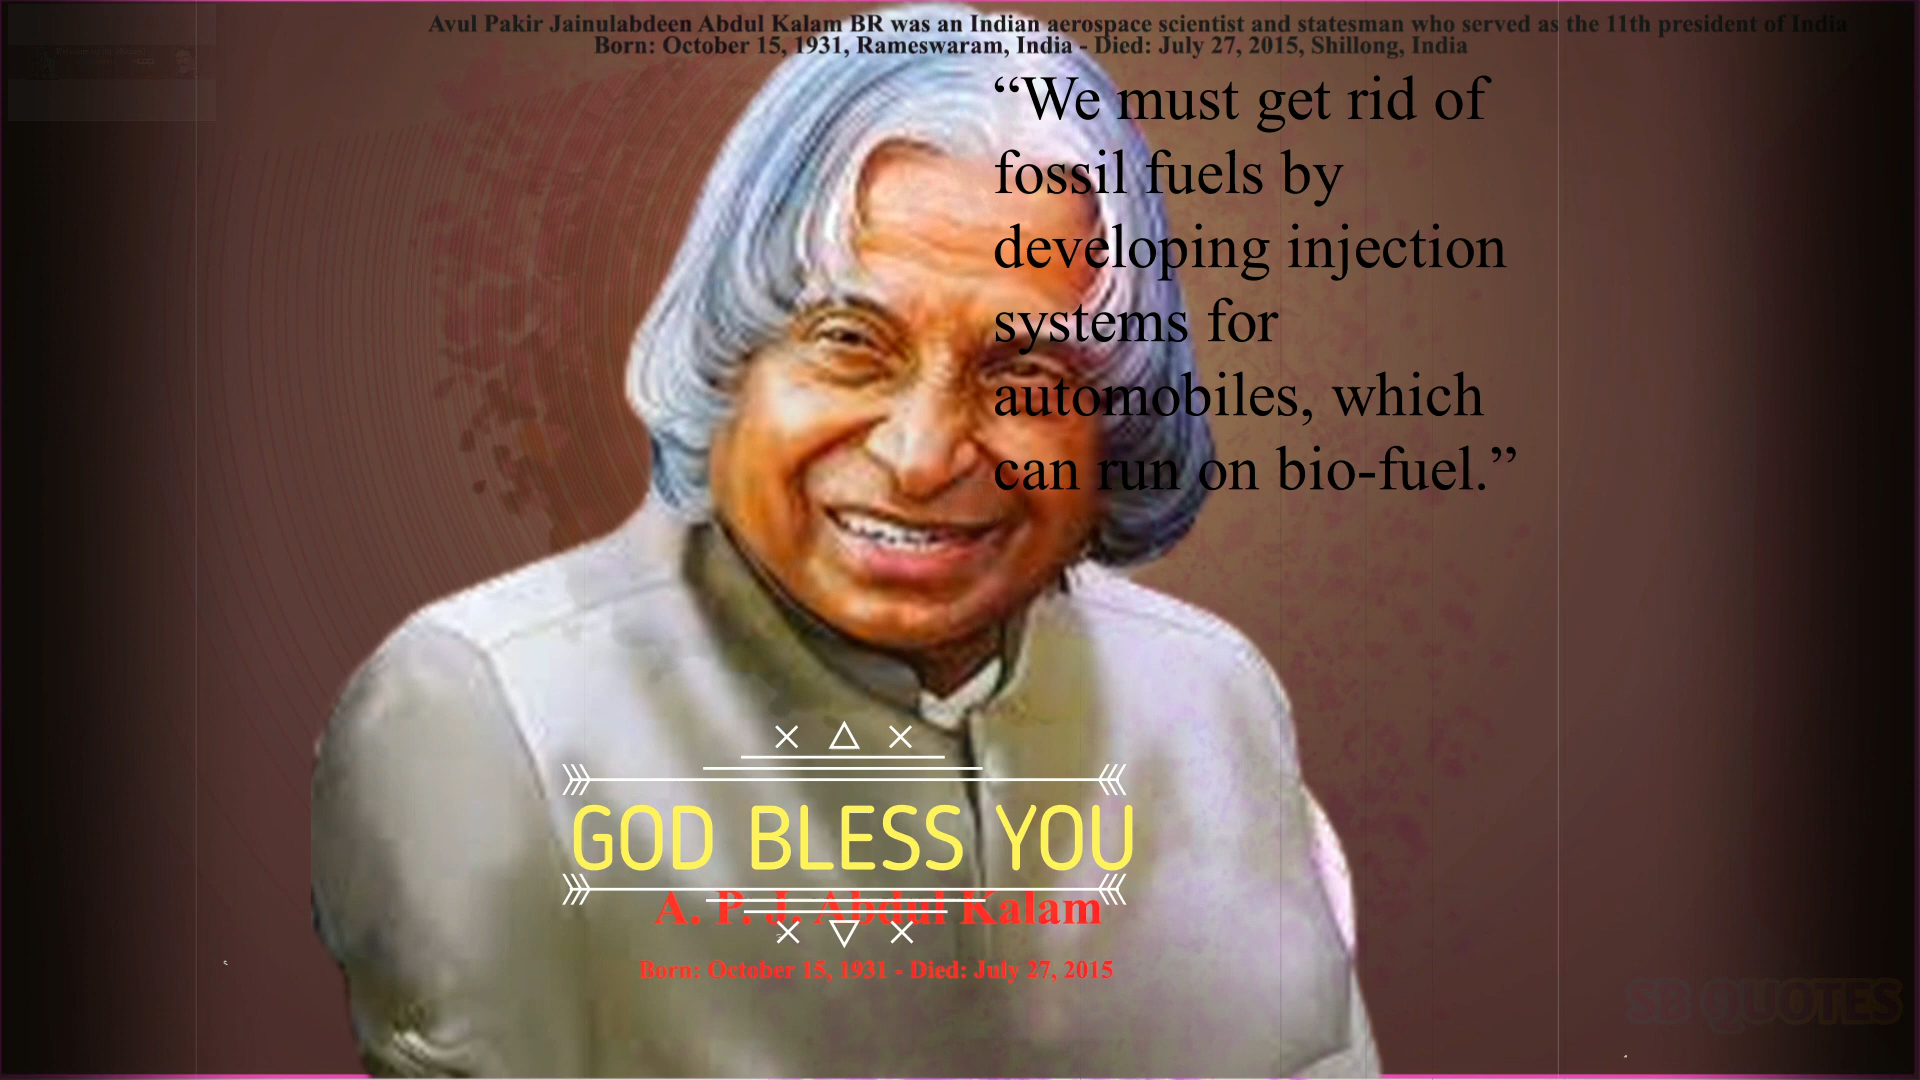 Avul Pakir Jainulabdeen Abdul Kalam BR was an Indian aerospace scientist and statesman who served as the 11th president of India
Born: October 15, 1931, Rameswaram, India - Died: July 27, 2015, Shillong, India
“We must get rid of
fossil fuels by
developing injection
systems for
automobiles, which
can run on bio-fuel.”
GOD BLESS YOU
A. P. J. Abdul Kalam
Born: October 15, 1931 - Died: July 27, 2015
SB QUOTES